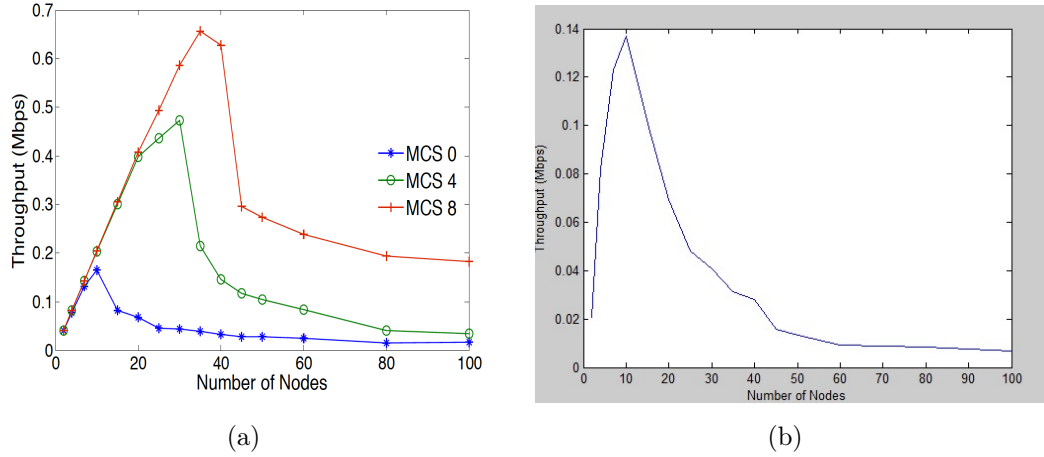 0.7
0.6
0.5
0.4
0.3
0.2
0.1
0
0 20 40 60 80 100
Throughput (Mbps)
Number of Nodes
MCS 0
MCS 4
MCS 8
(a)
0.14
0.12
0.1
0.08
0.06
0.04
0.02
0
0 10 20 30 40 50 60 70 80 90 100
Throughput (Mbps)
Number of Nodes
(b)